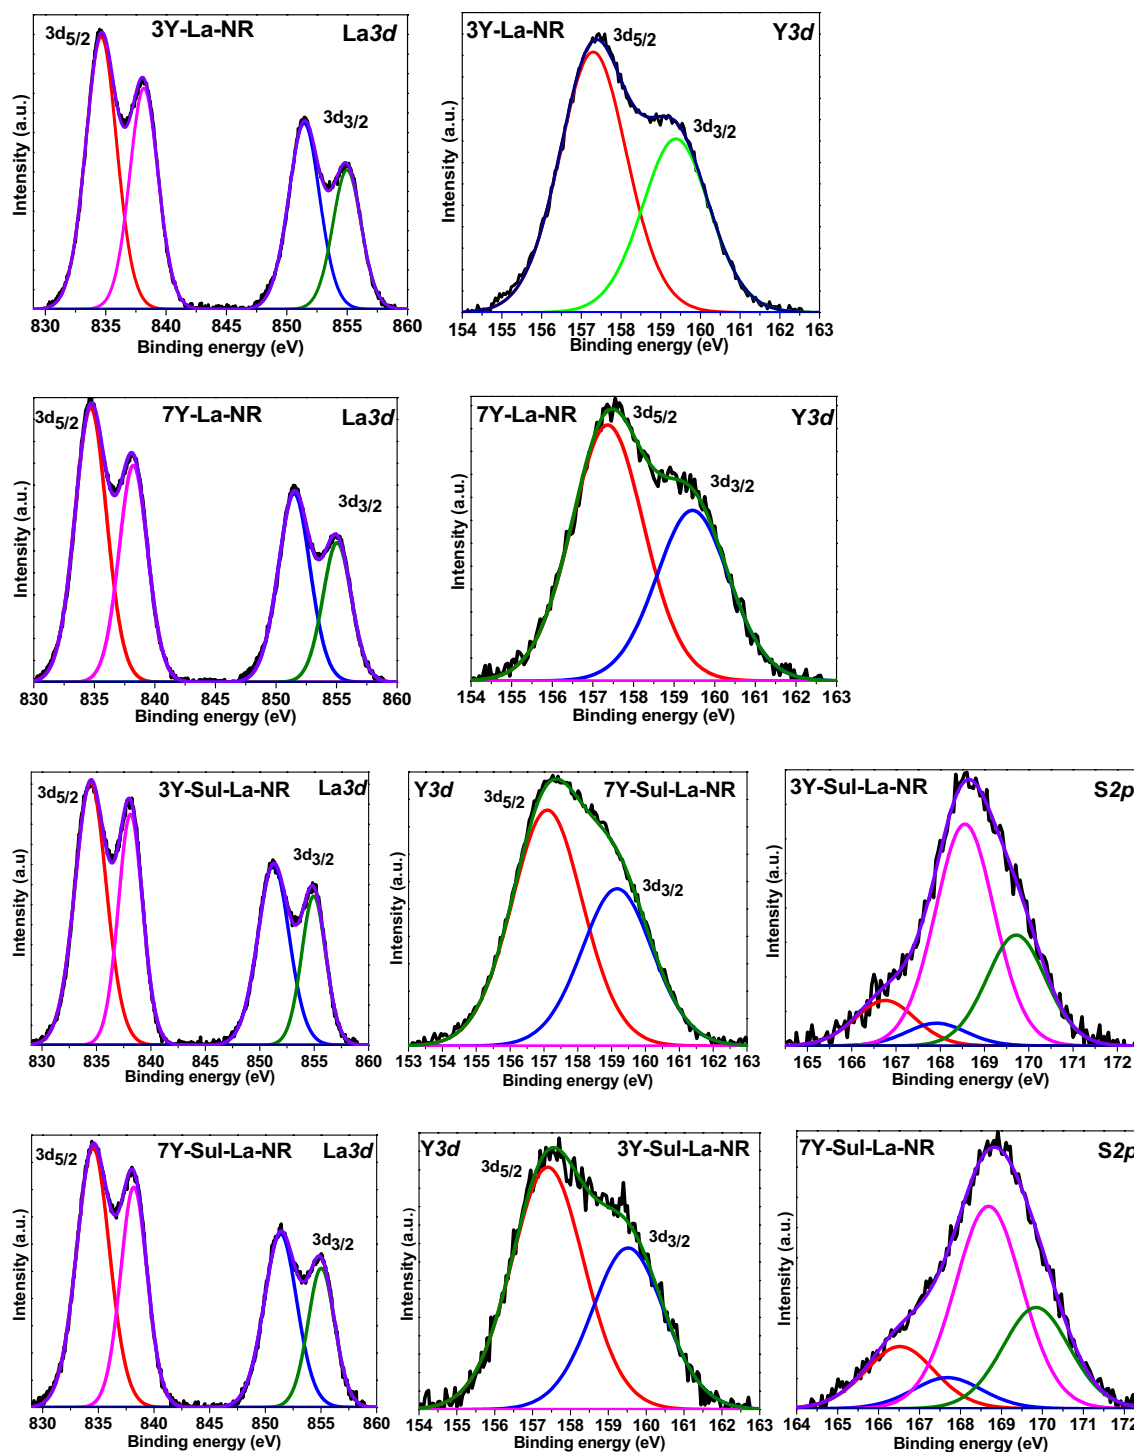 3Y-La-NR
La3d
3d5/2
3d3/2
Intensity (a.u.)
830 835 840 845 850 855 860
Binding energy (eV)
3Y-La-NR
Y3d
3d5/2
3d3/2
Intensity (a.u.)
154 155 156 157 158 159 160 161 162 163
Binding energy (eV)
7Y-La-NR
La3d
3d5/2
3d3/2
Intensity (a.u.)
830 835 840 845 850 855 860
Binding energy (eV)
7Y-La-NR
Y3d
3d5/2
3d3/2
Intensity (a.u.)
154 155 156 157 158 159 160 161 162 163
Binding energy (eV)
3Y-Sul-La-NR
La3d
3d5/2
3d3/2
Intensity (a.u)
830 835 840 845 850 855 860
Binding energy (eV)
Y3d
7Y-Sul-La-NR
3d5/2
3d3/2
Intensity (a.u.)
153 154 155 156 157 158 159 160 161 162 163
Binding energy (eV)
3Y-Sul-La-NR
S2p
Intensity (a.u.)
165 166 167 168 169 170 171 172
Binding energy (eV)
7Y-Sul-La-NR
La3d
3d5/2
3d3/2
Intensity (a.u.)
830 835 840 845 850 855 860
Binding energy (eV)
Y3d
3Y-Sul-La-NR
3d5/2
3d3/2
Intensity (a.u.)
154 155 156 157 158 159 160 161 162 163
Binding energy (eV)
7Y-Sul-La-NR
S2p
Intensity (a.u.)
164 165 166 167 168 169 170 171 172
Binding energy (eV)